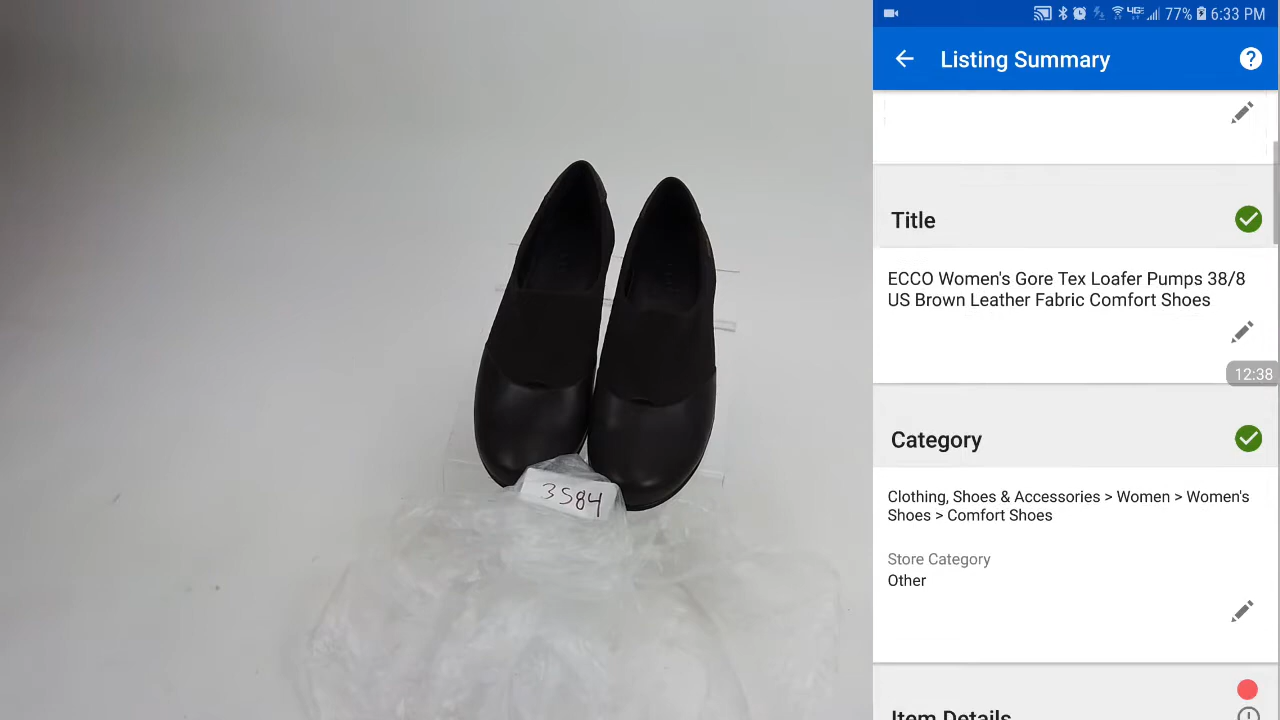 3584
77% 6:33 PM
Listing Summary
Title
ECCO Women's Gore Tex Loafer Pumps 38/8
US Brown Leather Fabric Comfort Shoes
12:38
Category
Clothing, Shoes & Accessories > Women > Women's
Shoes > Comfort Shoes
Store Category
Other
Item Details